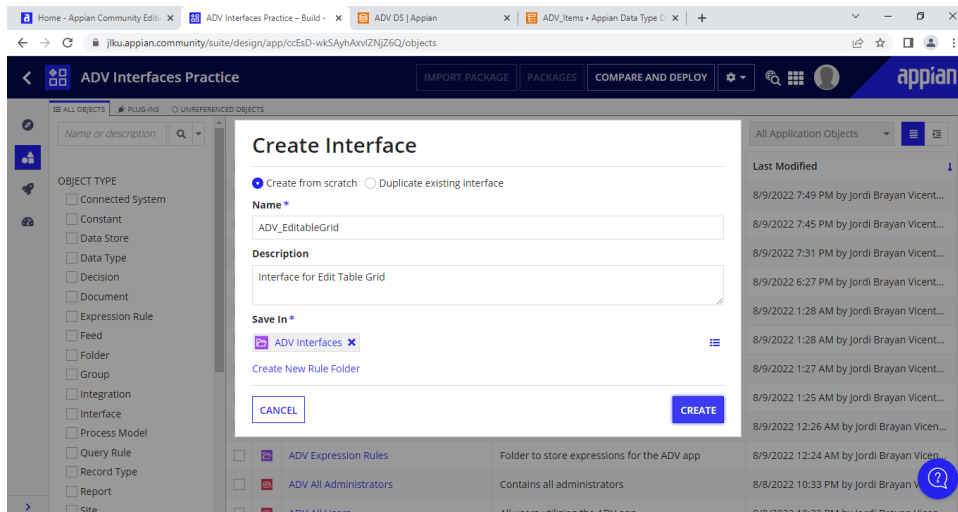 Home - Appian Community Editi
ADV Interfaces Practice – Build -
ADV DS | Appian
ADV_Items • Appian Data Type D
jlku.appian.community/suite/design/app/ccEsD-wkSAyhAxvIZNjZ6Q/objects
ADV Interfaces Practice
IMPORT PACKAGE
PACKAGES
COMPARE AND DEPLOY
appian
ALL OBJECTS
PLUG-INS
UNREFERENCED OBJECTS
Name or description
All Application Objects
OBJECT TYPE
Connected System
Constant
Data Store
Data Type
Decision
Document
Expression Rule
Feed
Folder
Group
Integration
Interface
Process Model
Query Rule
Record Type
Report
Site
Create Interface
Create from scratch
Duplicate existing interface
Name *
ADV_EditableGrid
Description
Interface for Edit Table Grid
Save In *
ADV Interfaces
Create New Rule Folder
CANCEL
CREATE
Last Modified
8/9/2022 7:49 PM by Jordi Brayan Vicent...
8/9/2022 7:45 PM by Jordi Brayan Vicent...
8/9/2022 7:31 PM by Jordi Brayan Vicent...
8/9/2022 6:27 PM by Jordi Brayan Vicent...
8/9/2022 1:28 AM by Jordi Brayan Vicent...
8/9/2022 1:28 AM by Jordi Brayan Vicent...
8/9/2022 1:27 AM by Jordi Brayan Vicent...
8/9/2022 1:25 AM by Jordi Brayan Vicent...
8/9/2022 12:26 AM by Jordi Brayan Vicen...
ADV Expression Rules
Folder to store expressions for the ADV app
8/9/2022 12:24 AM by Jordi Brayan Vicen...
ADV All Administrators
Contains all administrators
8/8/2022 10:33 PM by Jordi Brayan
ADV All Users